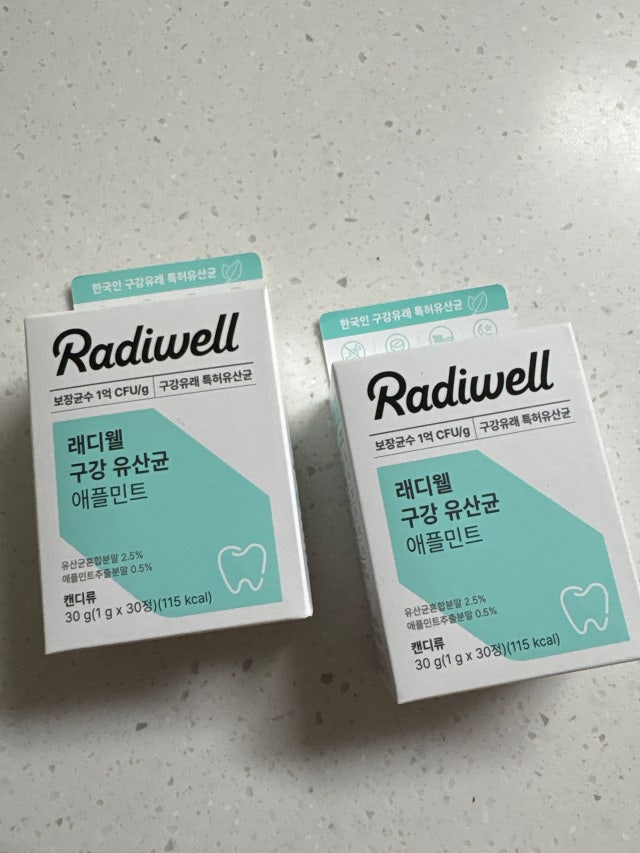 한국인 구강유래 특허유산균
Radiwell
보장균수 1억 CFU/g | 구강유래 특허유산균
래디웰
구강 유산균
애플민트
유산균혼합분말 2.5%
애플민트추출분말 0.5%
캔디류
30 g(1 g x 30정)(115 kcal)
한국인 구강유래 특허유산균
Radiwell
보장균수 1억 CFU/g | 구강유래 특허유산균
래디웰
구강 유산균
애플민트
유산균혼합분말 2.5%
애플민트추출분말 0.5%
캔디류
30 g(1 g x 30정)(115 kcal)